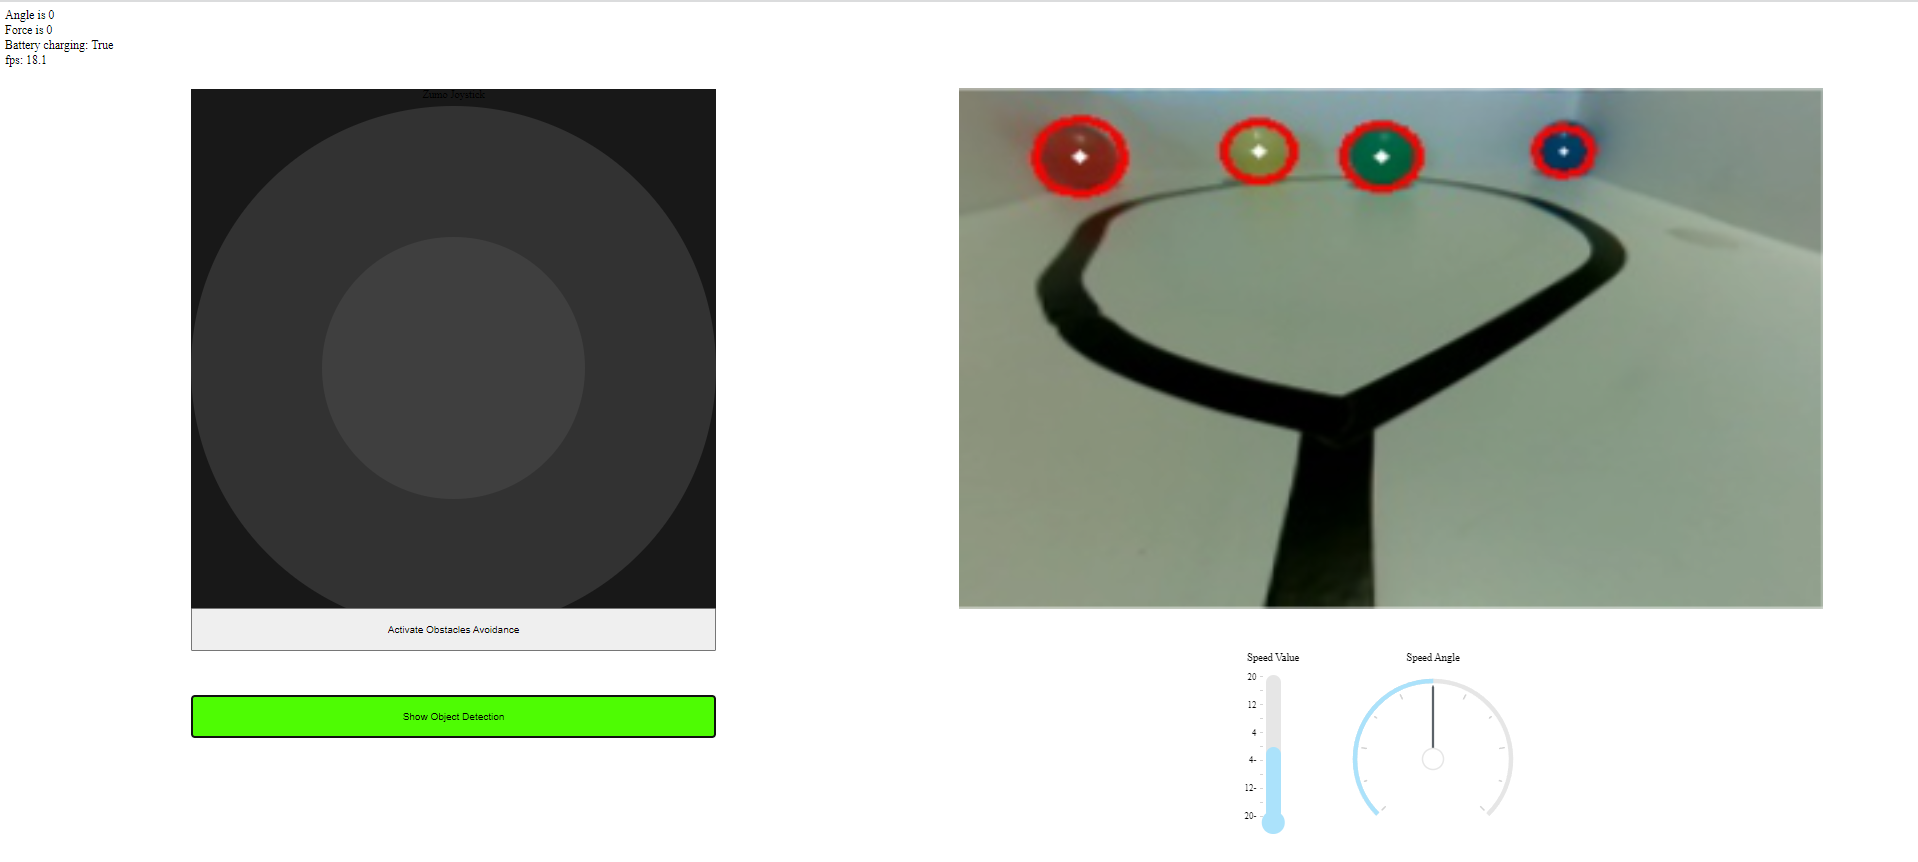 Angle is 0
Force is 0
Battery charging: True
fps: 18.1
Zumo Joystick
Activate Obstacles Avoidance
Show Object Detection
Speed Value
20
12
4
4-
12-
20-
Speed Angle